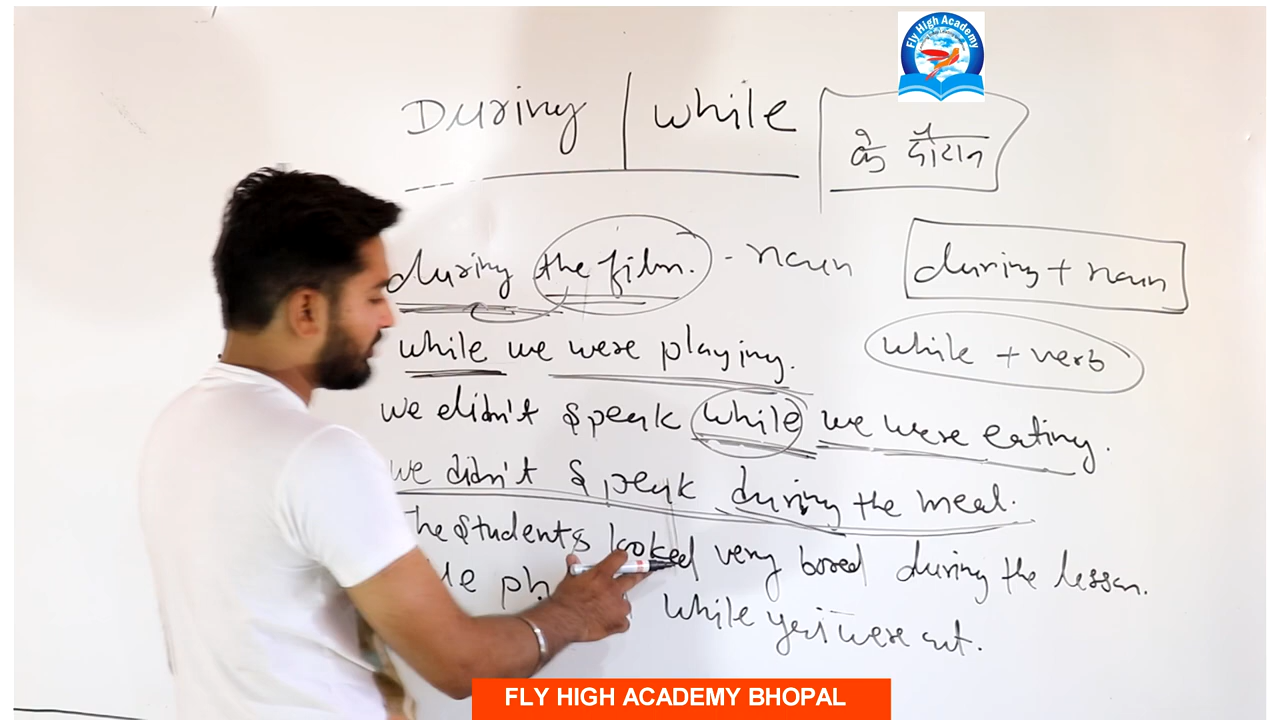 Fly High Academy
During | while
के दौरान
during the film. - noun
during + noun
while we were playing.
while + verb
we didn't speak while we were eating.
we didn't speak during the meal.
The students looked very bored during the lesson.
while you were out.
FLY HIGH ACADEMY BHOPAL